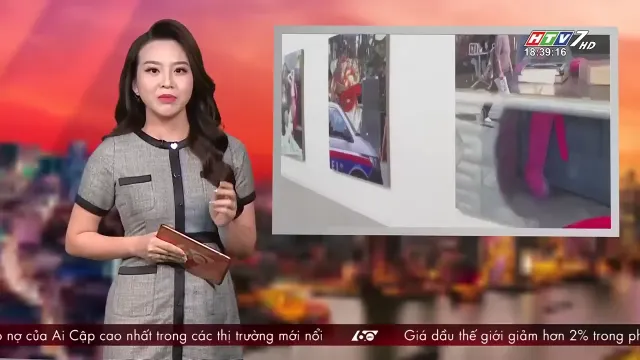 HTV7 HD
18:39:16
nợ của Ai Cập cao nhất trong các thị trường mới nổi 60 Giá dầu thế giới giảm hơn 2% trong